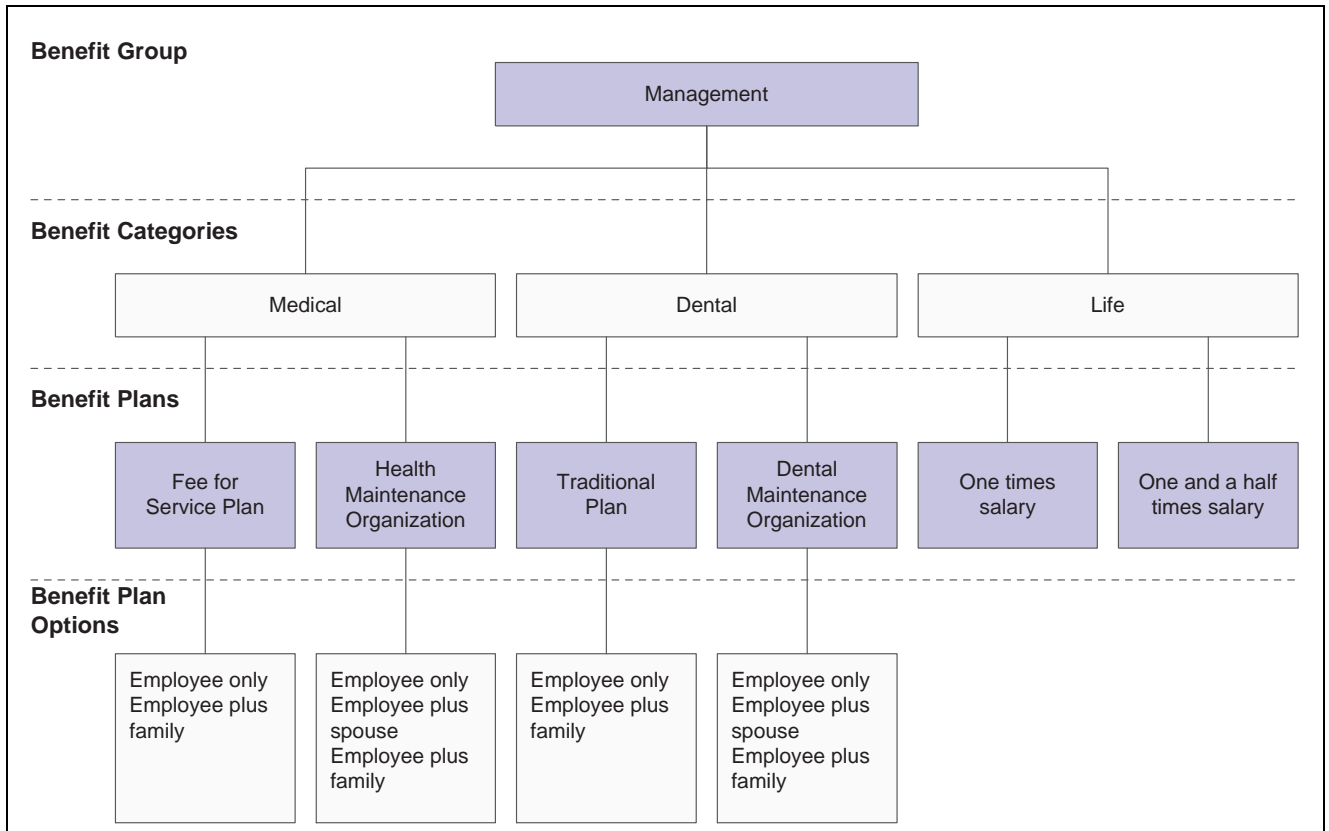 Benefit Group
Management
Benefit Categories
Medical
Dental
Life
Benefit Plans
Fee for
Service Plan
Health
Maintenance
Organization
Traditional
Plan
Dental
Maintenance
Organization
One times
salary
One and a half
times salary
Benefit Plan
Options
Employee only
Employee plus
family
Employee only
Employee plus
spouse
Employee plus
family
Employee only
Employee plus
family
Employee only
Employee plus
spouse
Employee plus
family